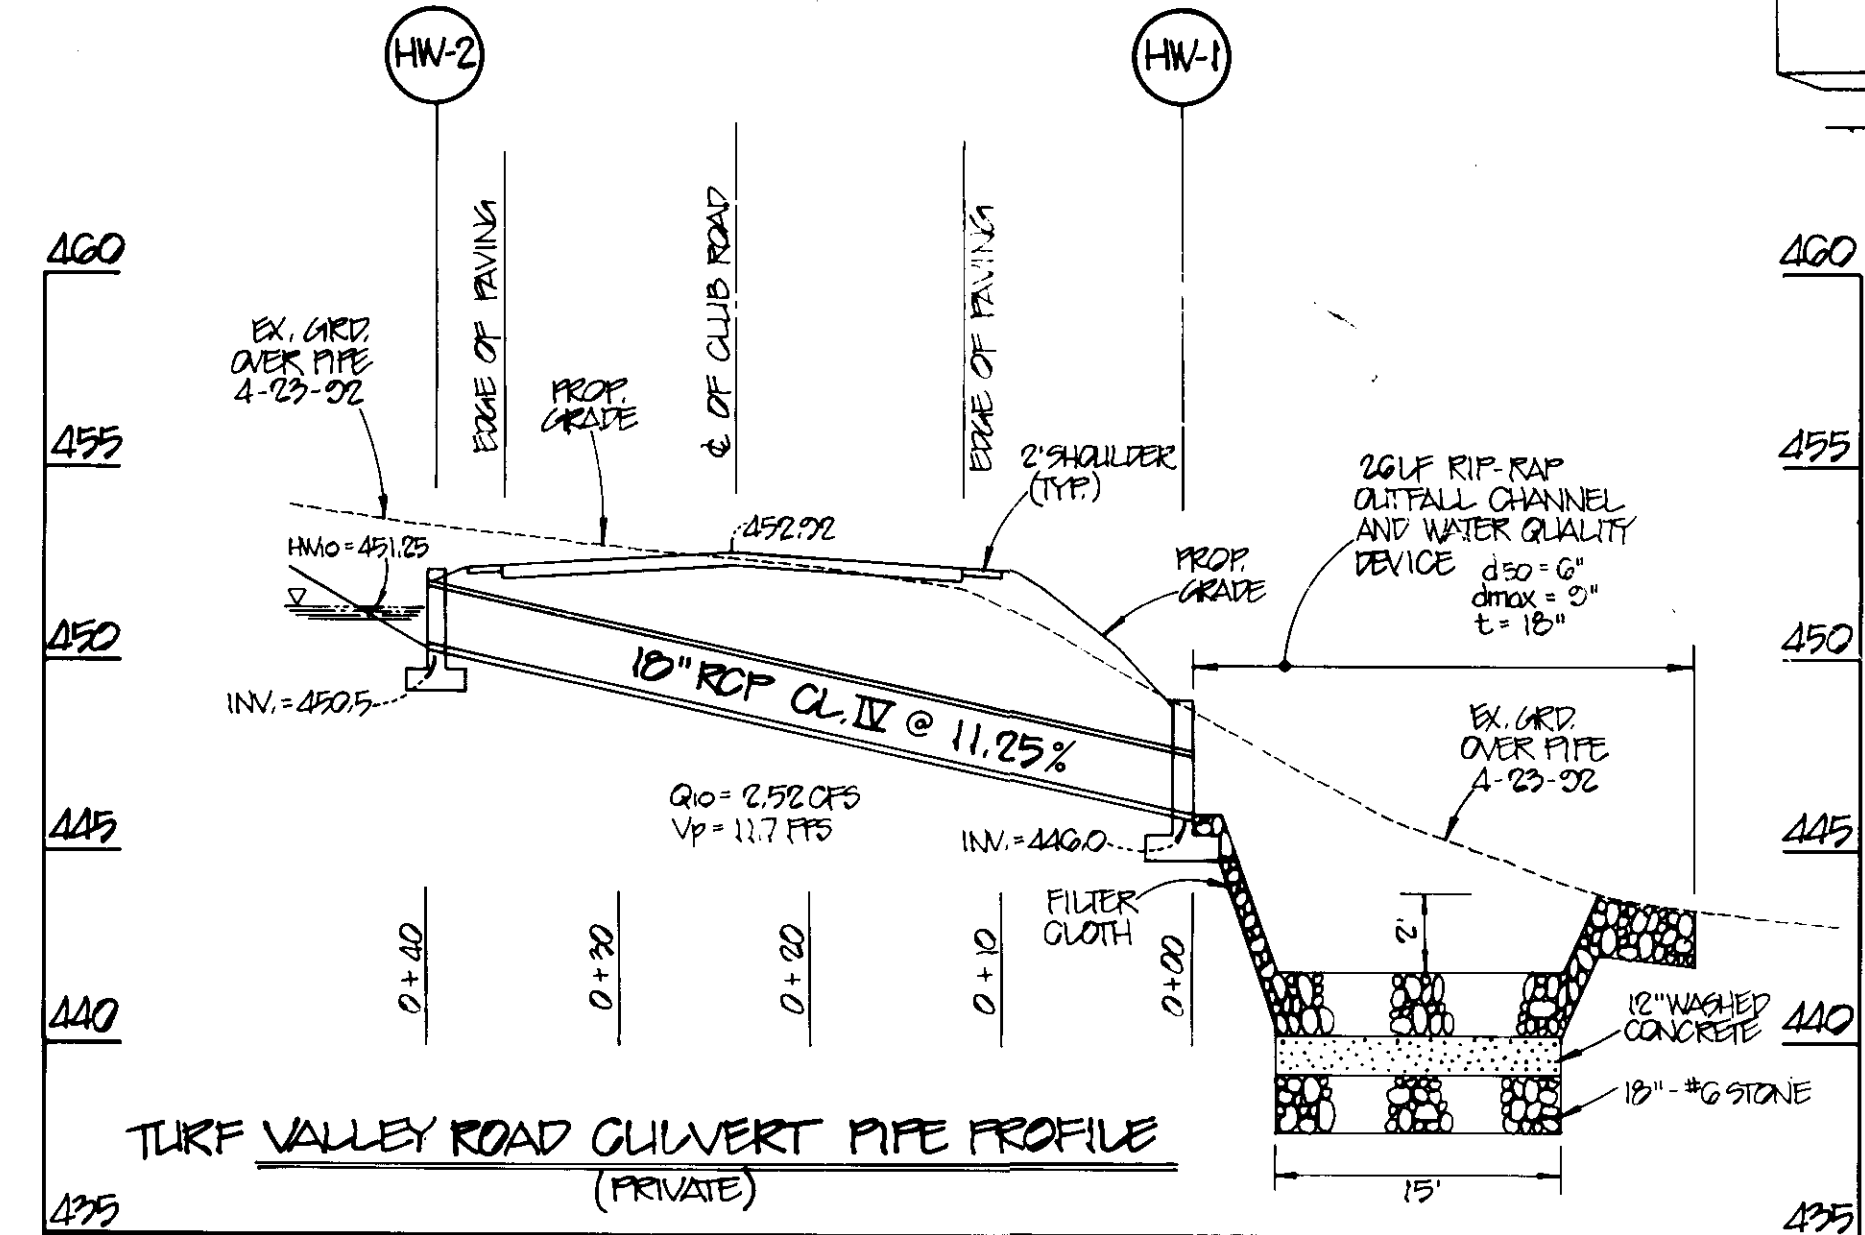 HW-2
HW-1
460
460
EDGE OF PAVING
℄ OF CLUB ROAD
EDGE OF PAVING
EX. GRD.
OVER PIPE
4-23-92
PROP.
GRADE
455
455
2' SHOULDER
(TYP.)
26 LF RIP-RAP
OUTFALL CHANNEL
AND WATER QUALITY
DEVICE
d50 = 6"
dmax = 9"
t = 18"
452.92
HW10 = 451.25
PROP.
GRADE
450
450
18" RCP CL. IV @ 11.25%
INV. = 450.5
EX. GRD.
OVER PIPE
4-23-92
Q10 = 2.52 CFS
Vp = 11.7 FPS
445
445
INV. = 446.0
FILTER
CLOTH
2'
0+40
0+30
0+20
0+10
0+00
12" WASHED
CONCRETE
440
440
18" - #6 STONE
TURF VALLEY ROAD CULVERT PIPE PROFILE
(PRIVATE)
15'
435
435